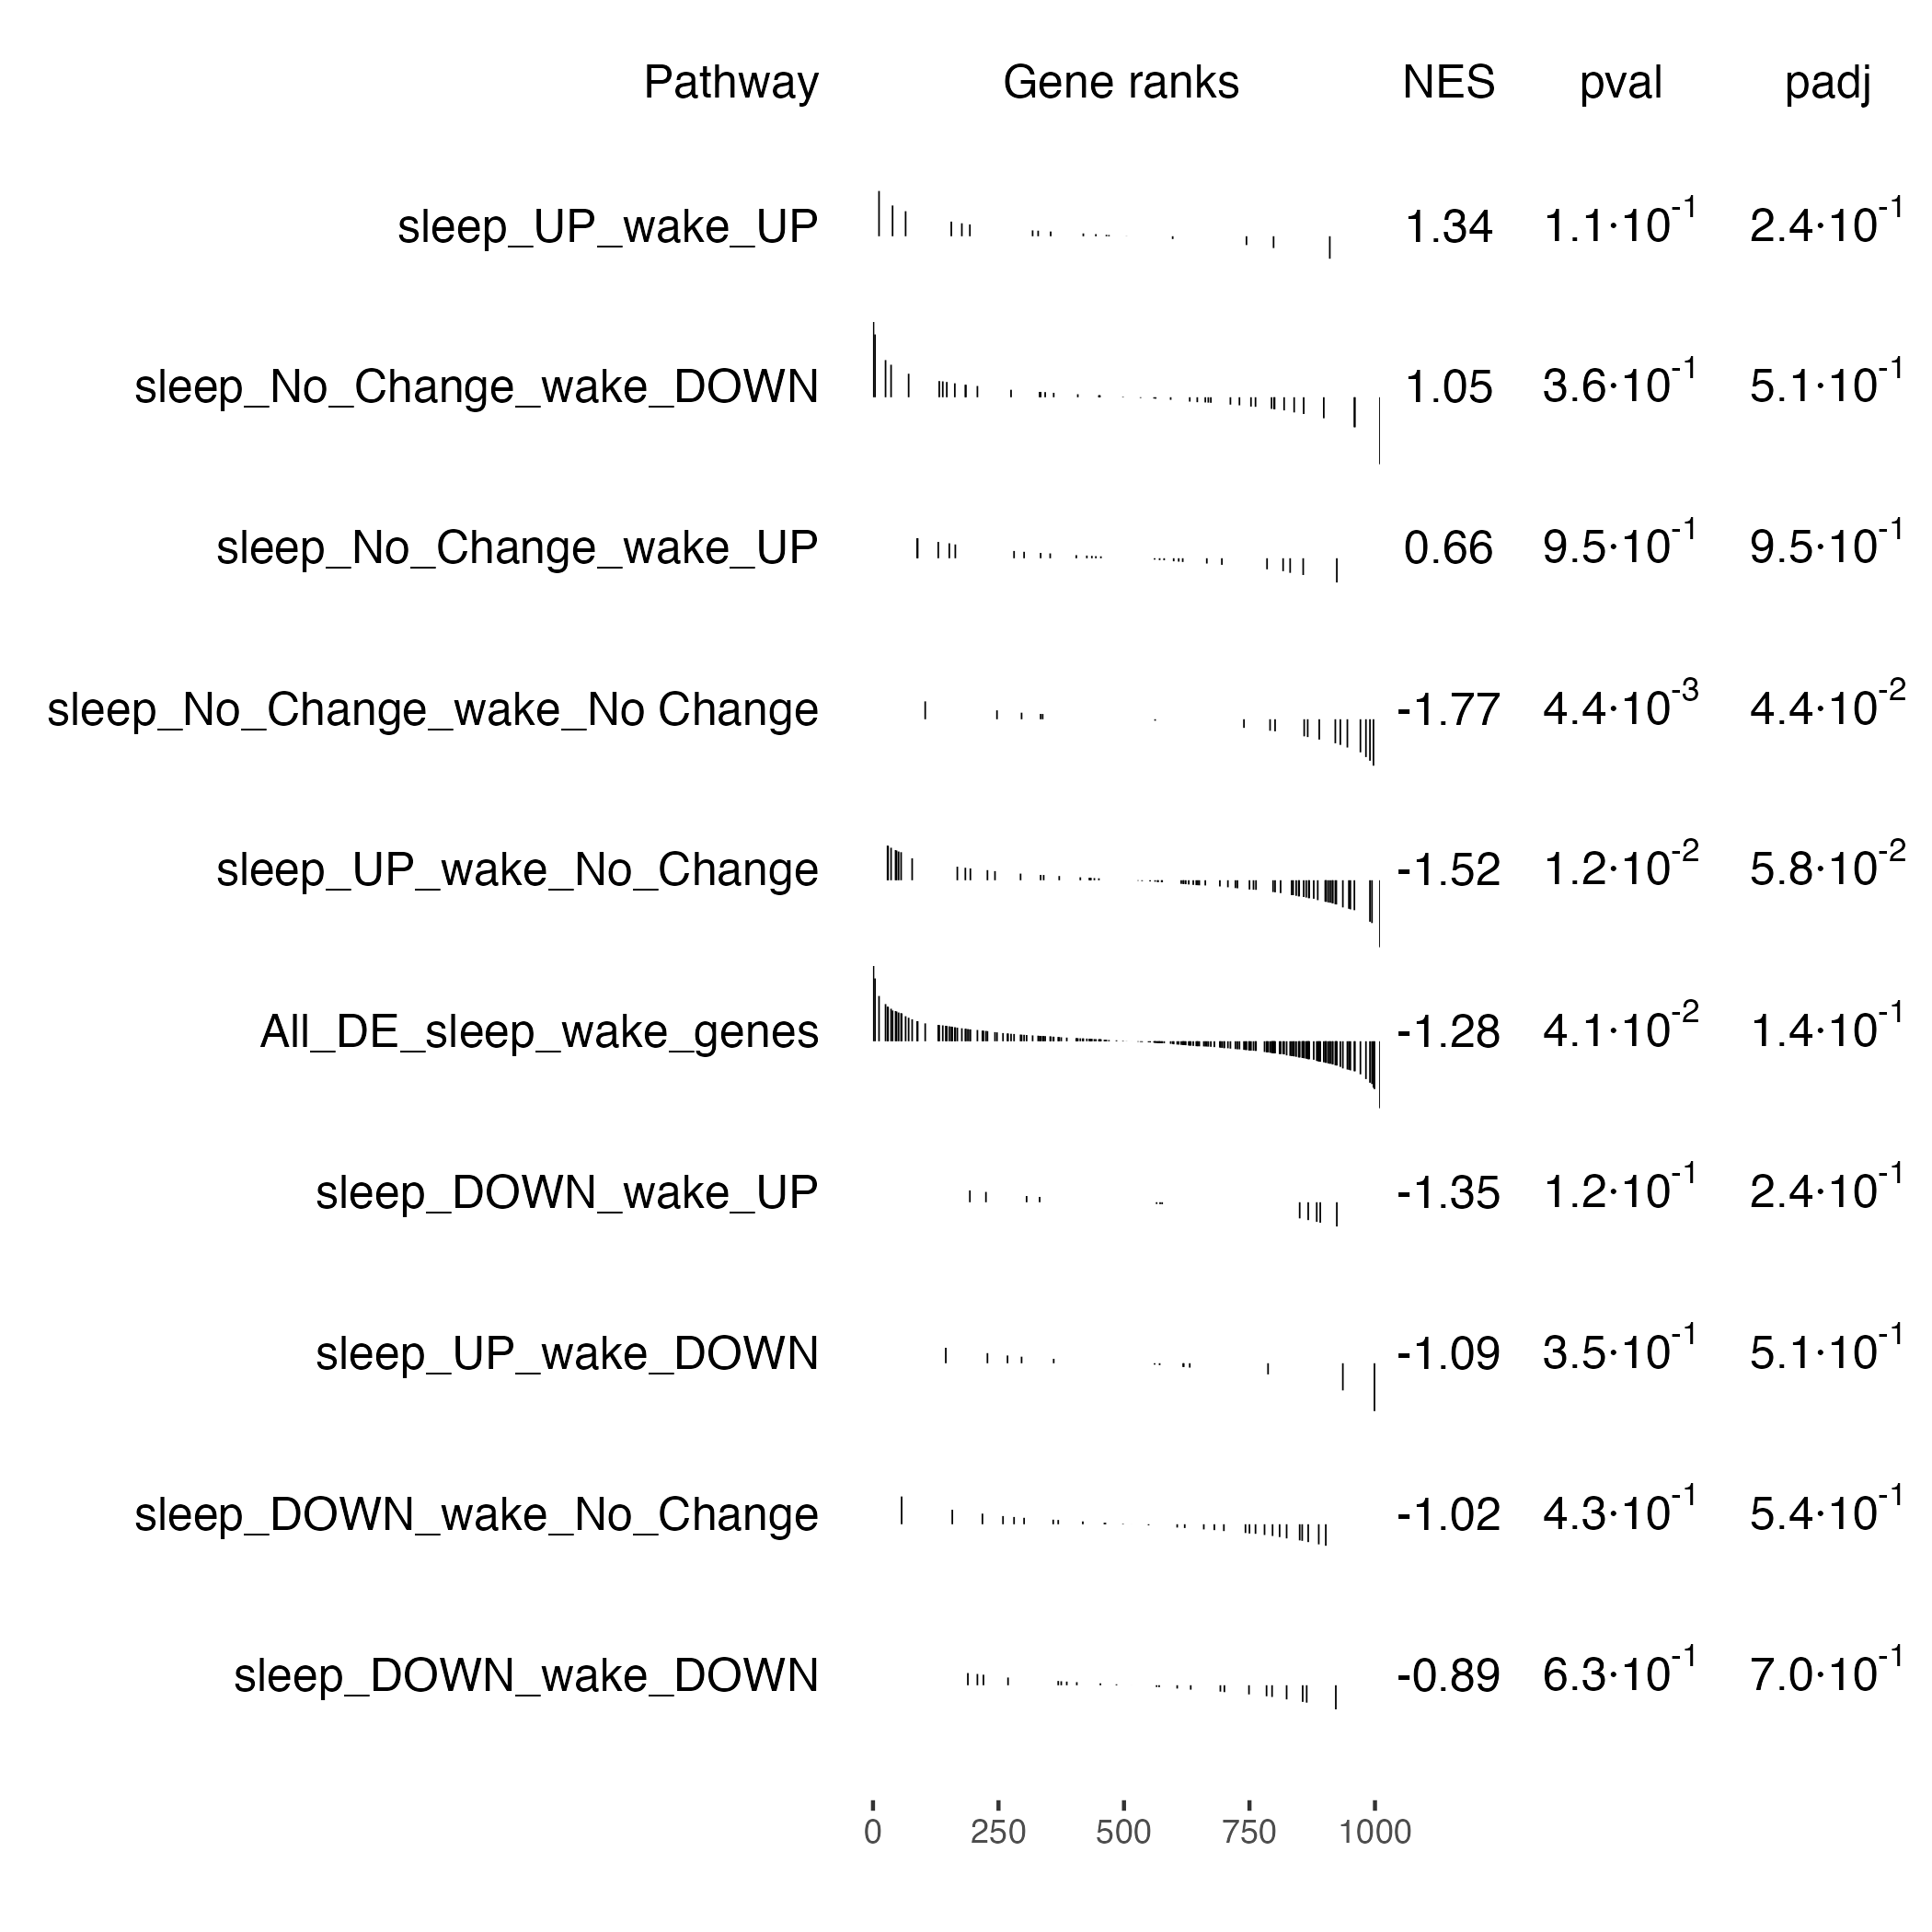 Pathway Gene ranks NES pval padj
sleep_UP_wake_UP 1.34 1.1·10⁻¹ 2.4·10⁻¹
sleep_No_Change_wake_DOWN 1.05 3.6·10⁻¹ 5.1·10⁻¹
sleep_No_Change_wake_UP 0.66 9.5·10⁻¹ 9.5·10⁻¹
sleep_No_Change_wake_No Change -1.77 4.4·10⁻³ 4.4·10⁻²
sleep_UP_wake_No_Change -1.52 1.2·10⁻² 5.8·10⁻²
All_DE_sleep_wake_genes -1.28 4.1·10⁻² 1.4·10⁻¹
sleep_DOWN_wake_UP -1.35 1.2·10⁻¹ 2.4·10⁻¹
sleep_UP_wake_DOWN -1.09 3.5·10⁻¹ 5.1·10⁻¹
sleep_DOWN_wake_No_Change -1.02 4.3·10⁻¹ 5.4·10⁻¹
sleep_DOWN_wake_DOWN -0.89 6.3·10⁻¹ 7.0·10⁻¹
0 250 500 750 1000